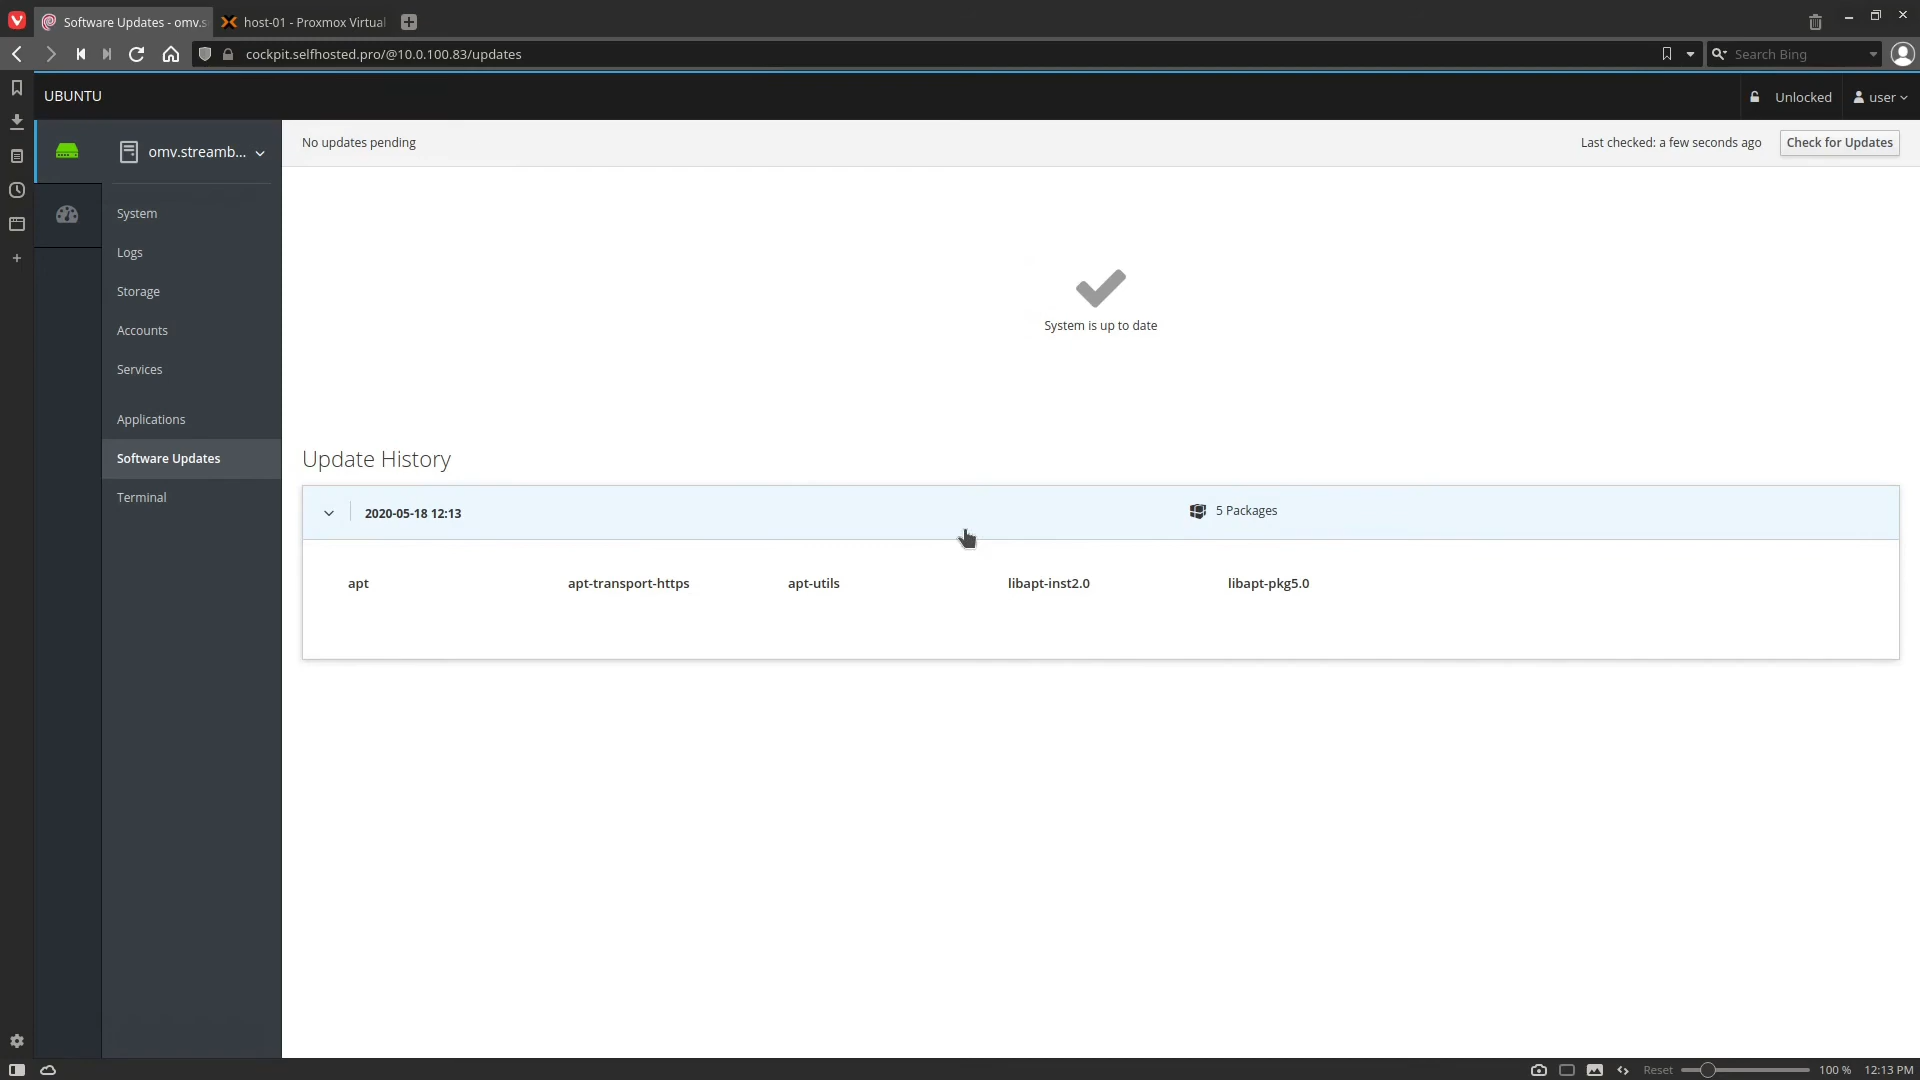 Software Updates - omv.s
host-01 - Proxmox Virtual
cockpit.selfhosted.pro/@10.0.100.83/updates
Search Bing
UBUNTU
Unlocked
user
omv.streamb...
No updates pending
Last checked: a few seconds ago
Check for Updates
System
Logs
Storage
Accounts
Services
Applications
Software Updates
Terminal
System is up to date
Update History
2020-05-18 12:13
5 Packages
apt
apt-transport-https
apt-utils
libapt-inst2.0
libapt-pkg5.0
Reset
100 %
12:13 PM